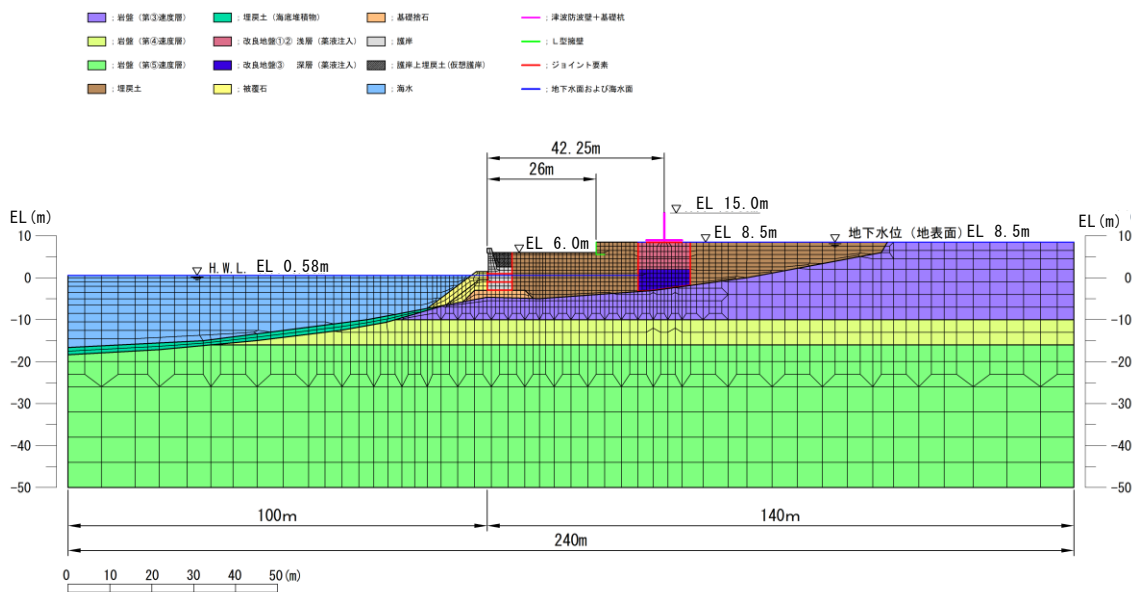 ：岩盤（第③速度層）
：埋戻土（海底堆積物）
：基礎捨石
：津波防波壁＋基礎杭
：岩盤（第④速度層）
：改良地盤①② 浅層（薬液注入）
：護岸
：Ｌ型擁壁
：岩盤（第⑤速度層）
：改良地盤③ 深層（薬液注入）
：護岸上埋戻土(仮想護岸)
：ジョイント要素
：埋戻土
：被覆石
：海水
：地下水面および海水面
42.25m
26m
EL 15.0m
EL(m)
EL(m)
10
H.W.L. EL 0.58m
EL 6.0m
EL 8.5m
地下水位（地表面）EL 8.5m
10
0
0
-10
-10
-20
-20
-30
-30
-40
-40
-50
-50
100m
140m
240m
0 10 20 30 40 50(m)